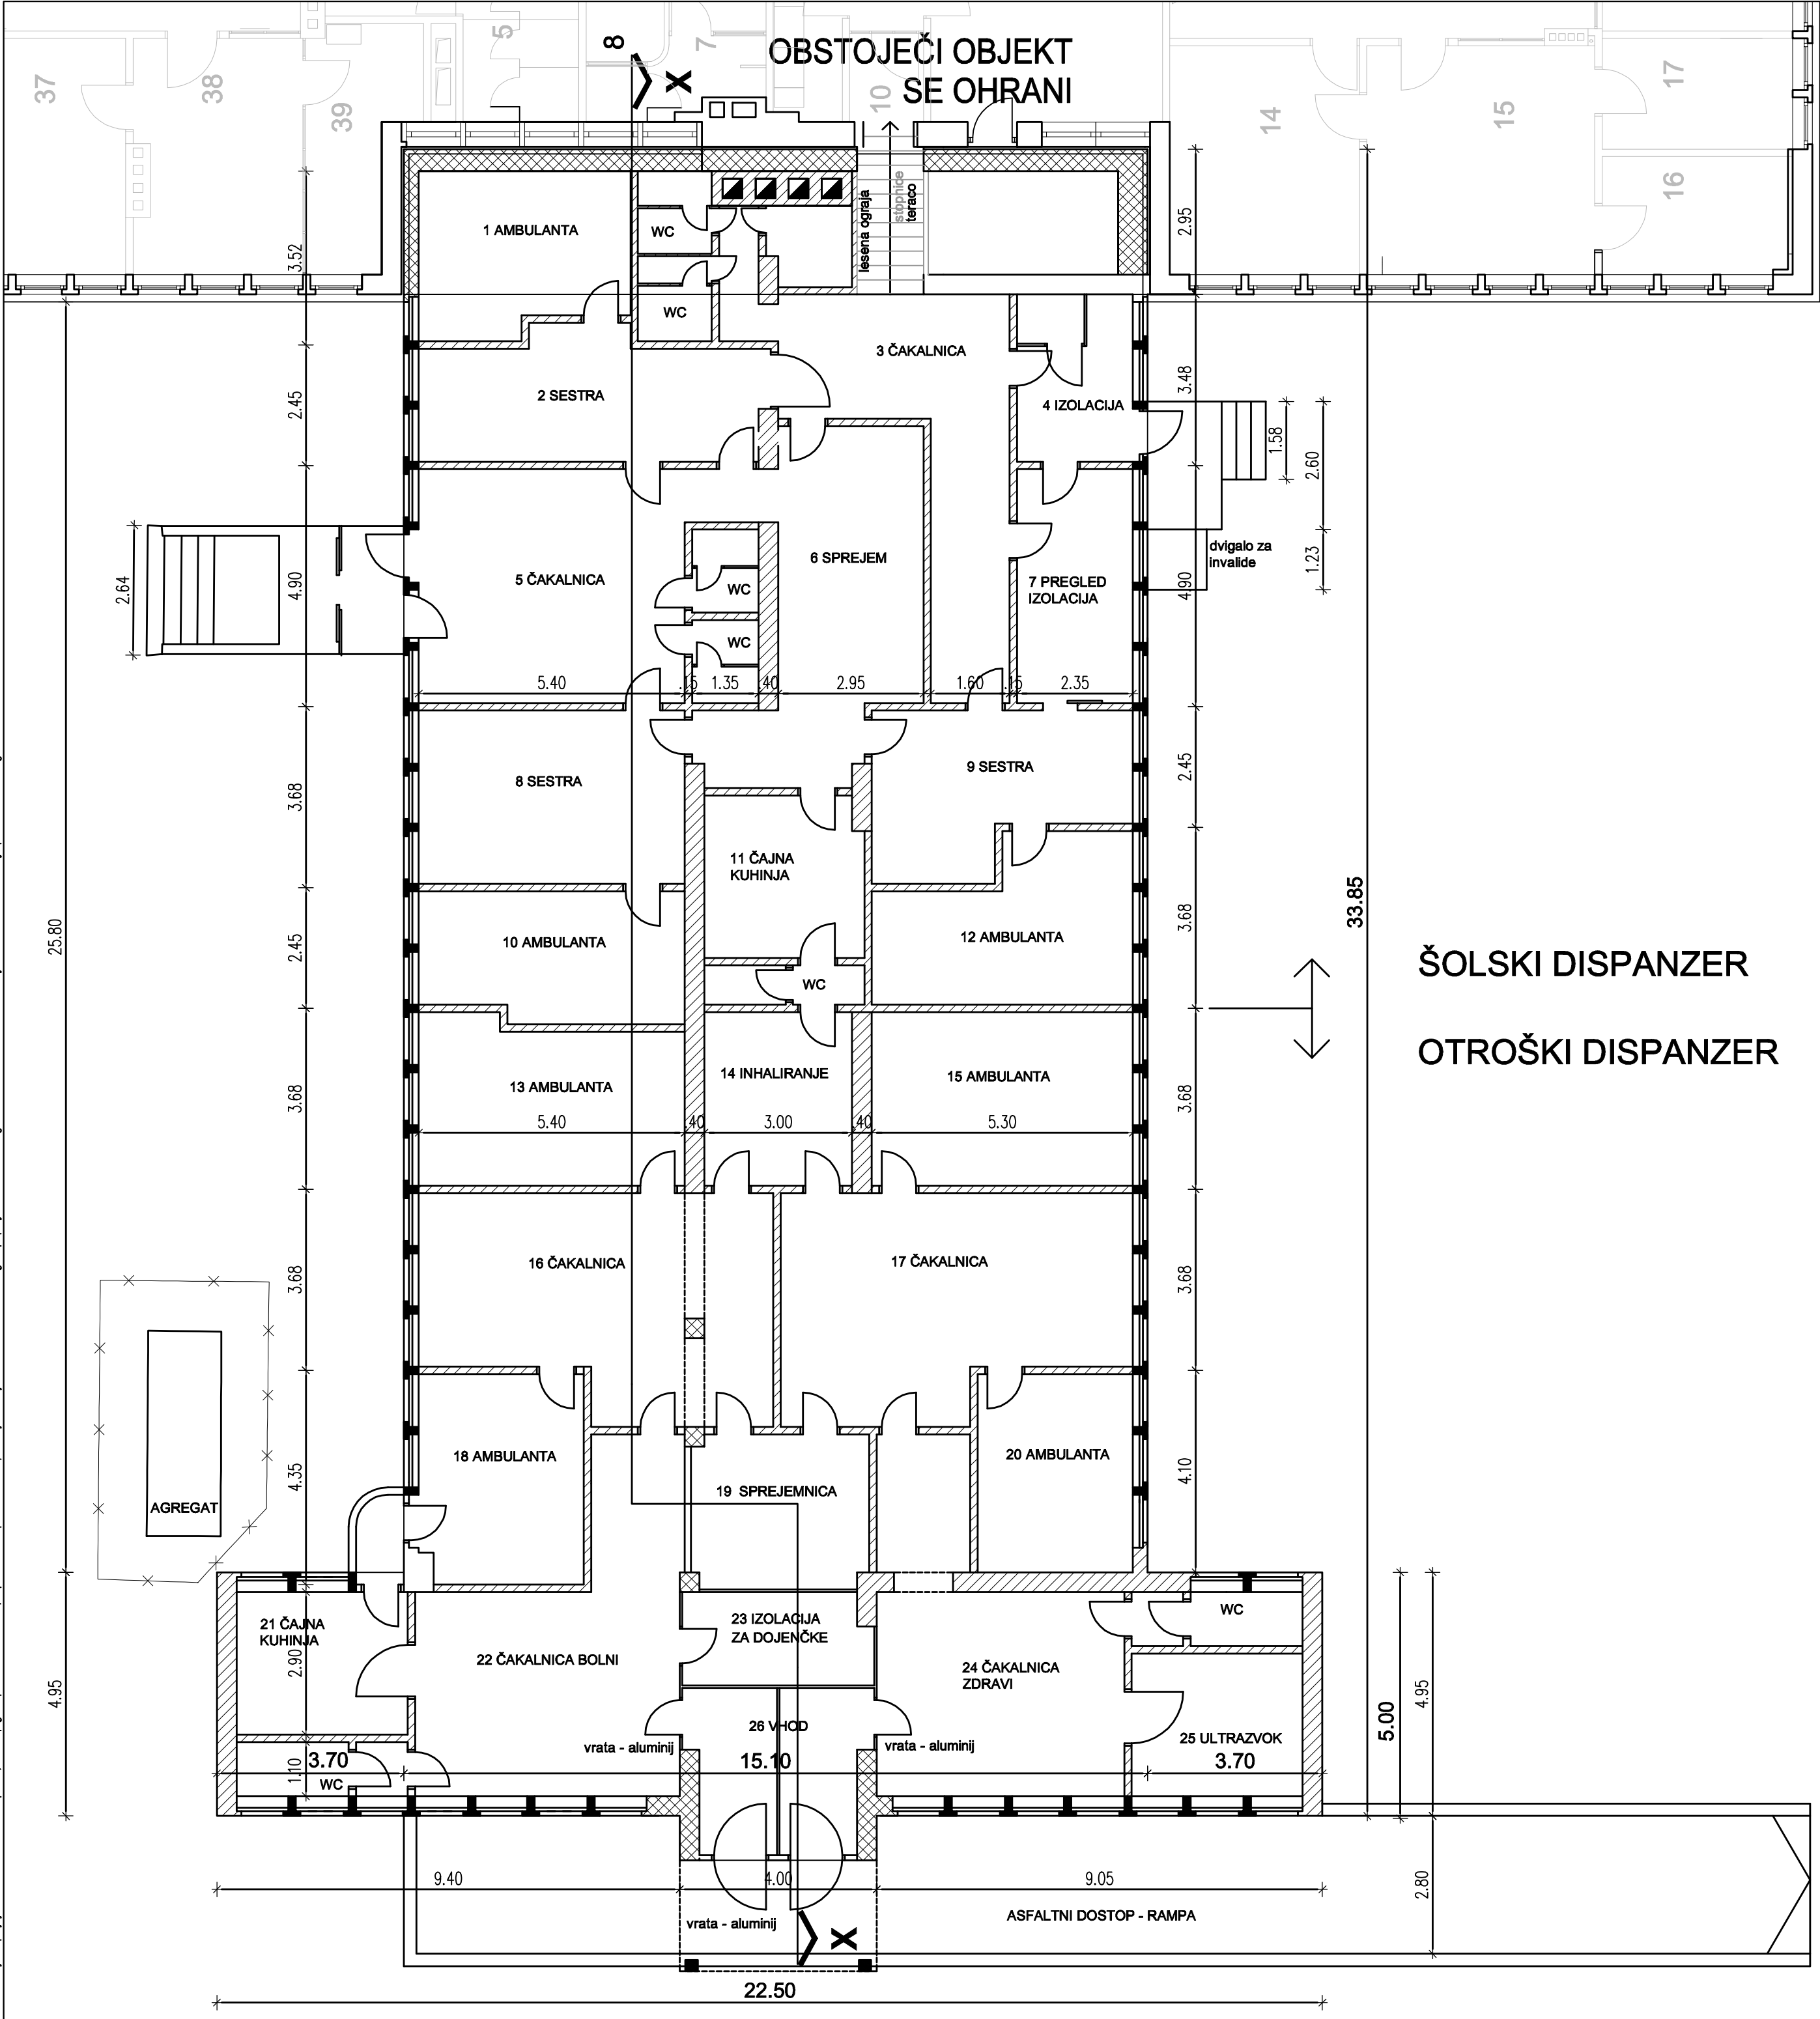 OBSTOJEČI OBJEKT
SE OHRANI
37
38
39
5
8
7
X
10
14
15
17
16
lesena ograja
stopnice
teraco
1 AMBULANTA
WC
WC
3.52
2.95
3 ČAKALNICA
2 SESTRA
2.45
4 IZOLACIJA
3.48
1.58
2.60
1.23
dvigalo za
invalide
5 ČAKALNICA
6 SPREJEM
7 PREGLED
IZOLACIJA
WC
WC
2.64
4.90
4.90
5.40
.15
1.35
.40
2.95
1.60
.15
2.35
8 SESTRA
9 SESTRA
3.68
2.45
11 ČAJNA
KUHINJA
10 AMBULANTA
12 AMBULANTA
25.80
2.45
3.68
33.85
WC
ŠOLSKI DISPANZER
OTROŠKI DISPANZER
13 AMBULANTA
14 INHALIRANJE
15 AMBULANTA
3.68
3.68
5.40
.40
3.00
.40
5.30
16 ČAKALNICA
17 ČAKALNICA
3.68
3.68
18 AMBULANTA
19 SPREJEMNICA
20 AMBULANTA
4.35
4.10
AGREGAT
21 ČAJNA
KUHINJA
22 ČAKALNICA BOLNI
23 IZOLACIJA
ZA DOJENČKE
24 ČAKALNICA
ZDRAVI
WC
25 ULTRAZVOK
26 VHOD
vrata - aluminij
vrata - aluminij
2.90
4.95
1.10
WC
3.70
15.10
3.70
5.00
4.95
9.40
4.00
9.05
2.80
vrata - aluminij
X
ASFALTNI DOSTOP - RAMPA
22.50